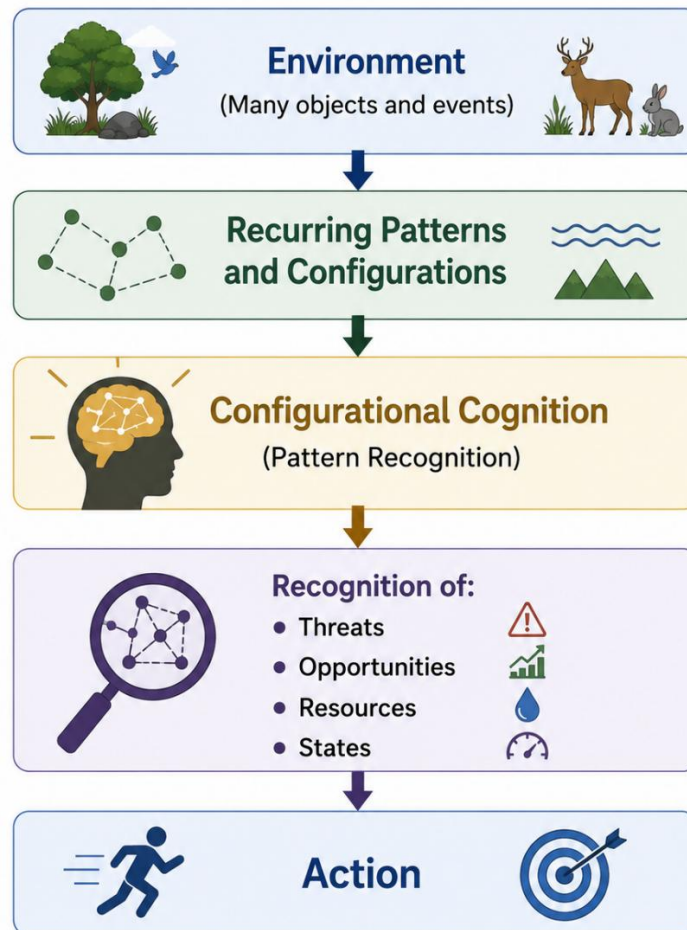 Environment
(Many objects and events)
Recurring Patterns
and Configurations
Configurational Cognition
(Pattern Recognition)
Recognition of:
• Threats
• Opportunities
• Resources
• States
Action